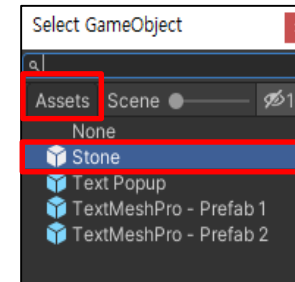 Select GameObject
Assets Scene 1
None
Stone
Text Popup
TextMeshPro - Prefab 1
TextMeshPro - Prefab 2